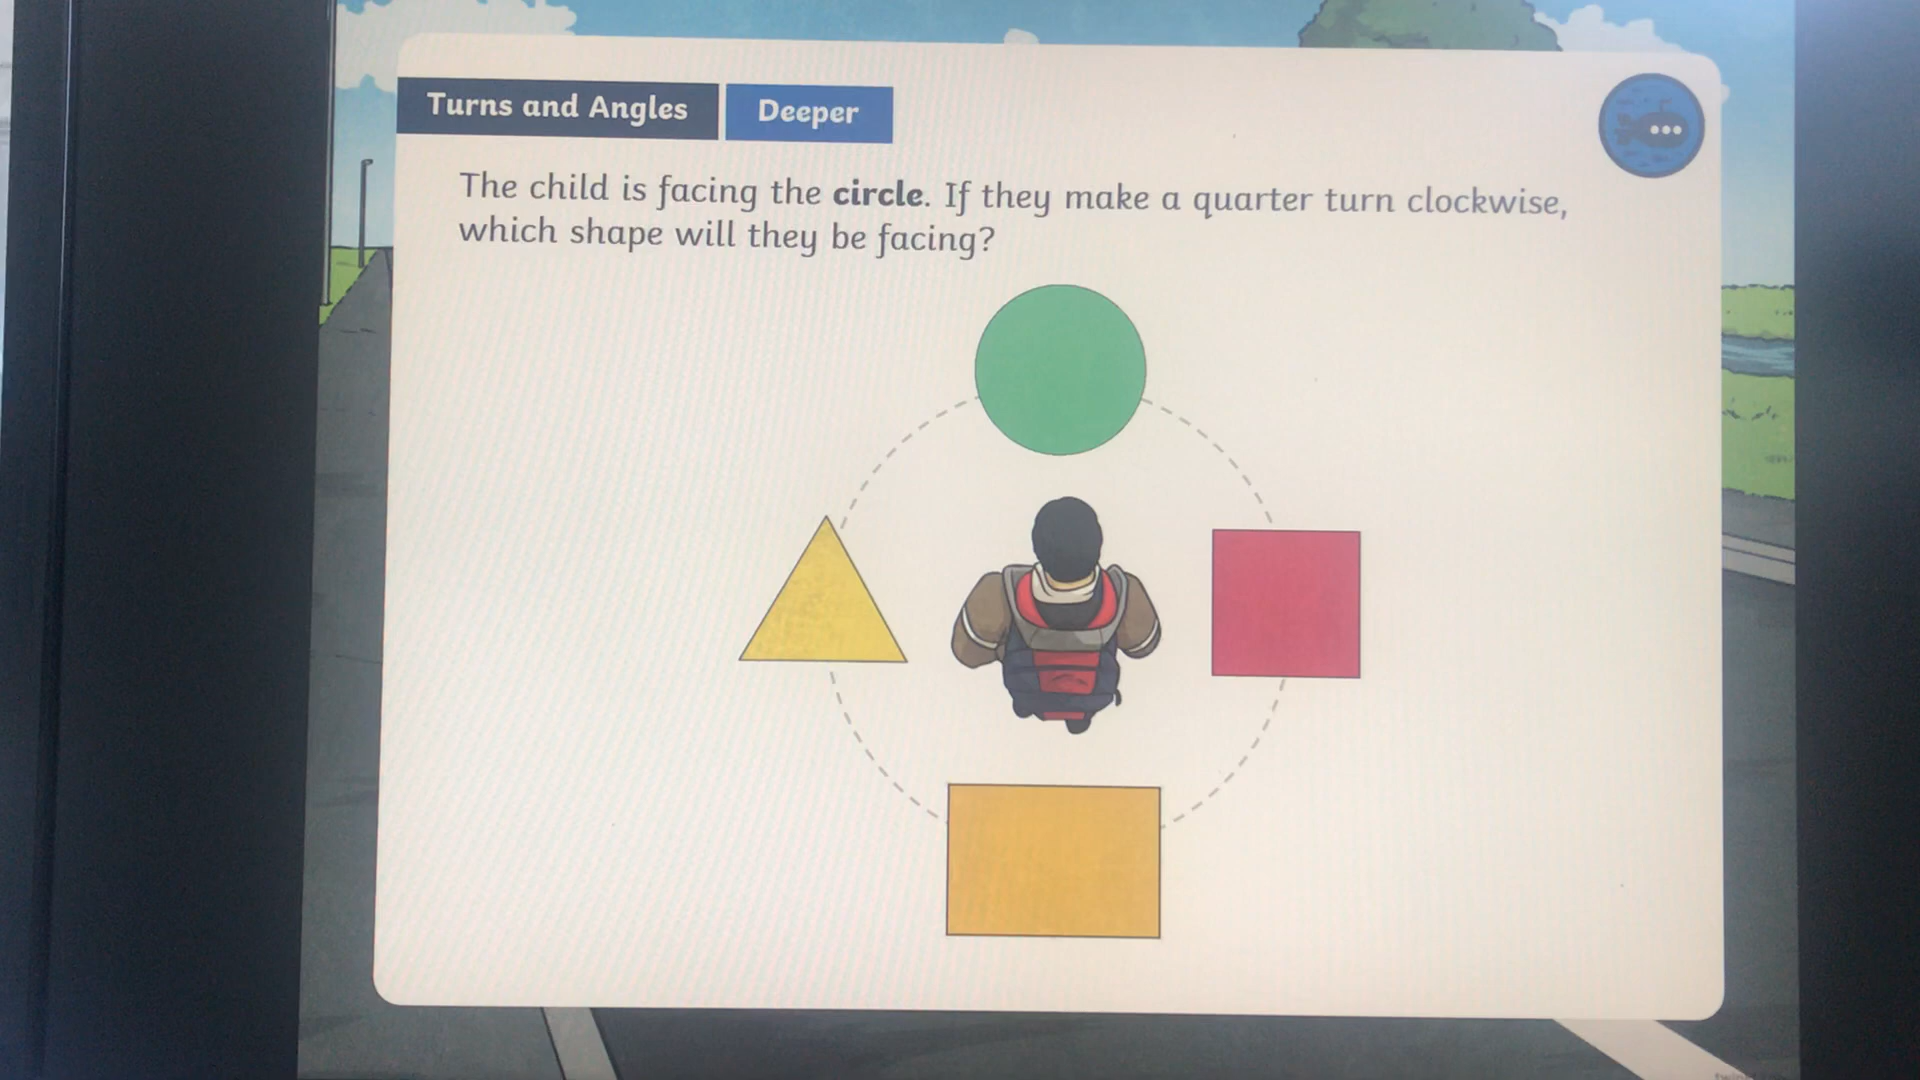 Turns and Angles
Deeper
The child is facing the circle. If they make a quarter turn clockwise,
which shape will they be facing?